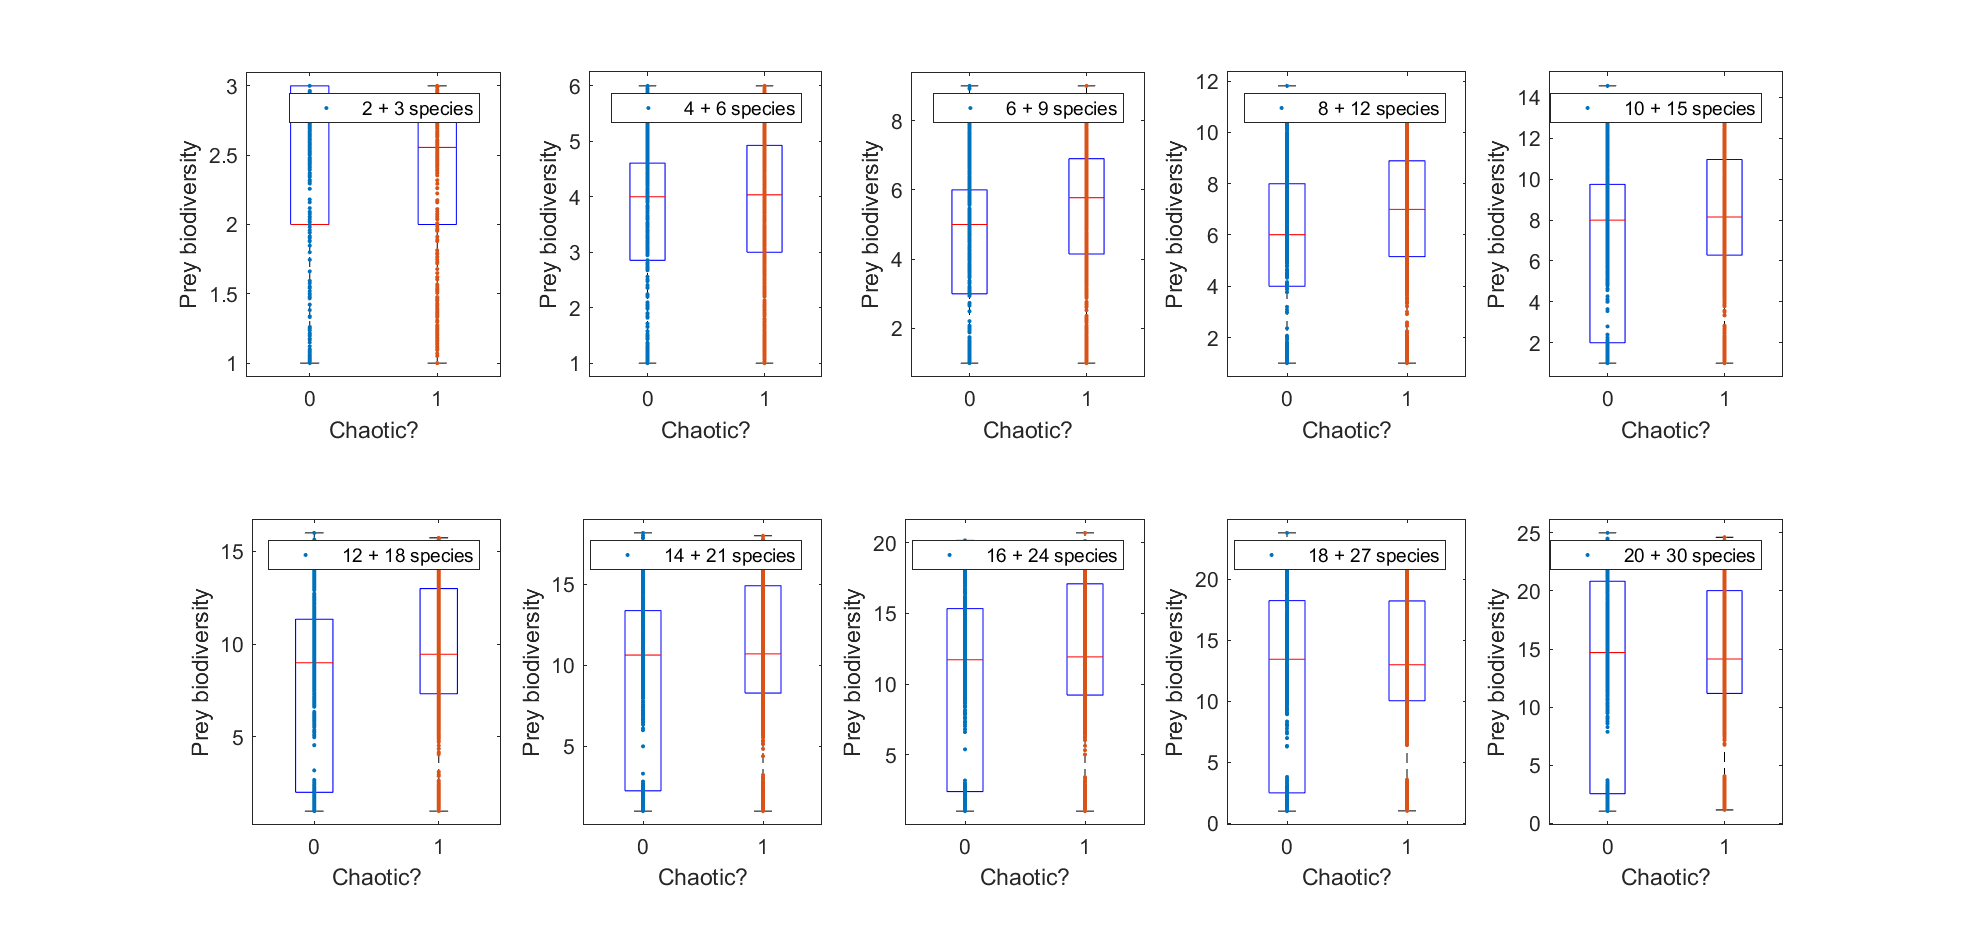 3
2.5
2
1.5
1
Prey biodiversity
2 + 3 species
0 1
Chaotic?
6
5
4
3
2
1
Prey biodiversity
4 + 6 species
0 1
Chaotic?
8
6
4
2
Prey biodiversity
6 + 9 species
0 1
Chaotic?
12
10
8
6
4
2
Prey biodiversity
8 + 12 species
0 1
Chaotic?
14
12
10
8
6
4
2
Prey biodiversity
10 + 15 species
0 1
Chaotic?
15
10
5
Prey biodiversity
12 + 18 species
0 1
Chaotic?
15
10
5
Prey biodiversity
14 + 21 species
0 1
Chaotic?
20
15
10
5
Prey biodiversity
16 + 24 species
0 1
Chaotic?
20
15
10
5
0
Prey biodiversity
18 + 27 species
0 1
Chaotic?
25
20
15
10
5
0
Prey biodiversity
20 + 30 species
0 1
Chaotic?